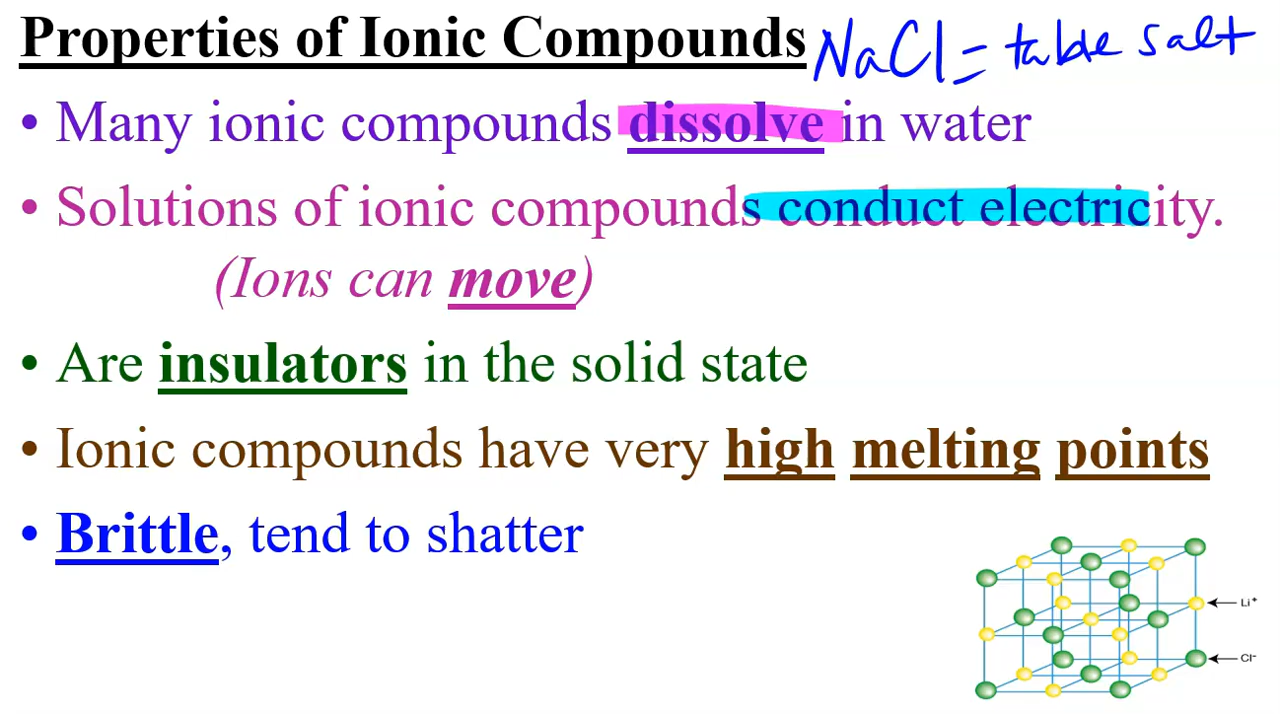 Properties of Ionic Compounds NaCl = table salt
• Many ionic compounds dissolve in water
• Solutions of ionic compounds conduct electricity.
(Ions can move)
• Are insulators in the solid state
• Ionic compounds have very high melting points
• Brittle, tend to shatter
Li⁺
Cl⁻